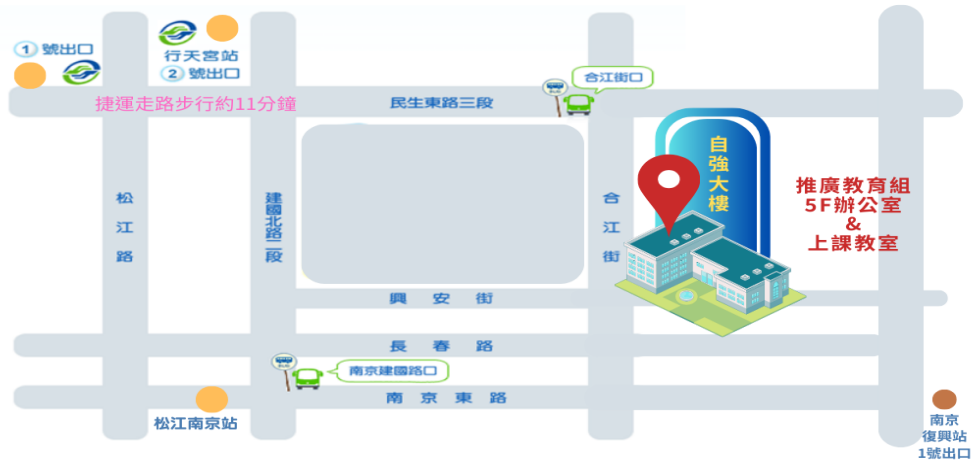 1 號出口
行天宮站
2 號出口
捷運走路步行約11分鐘
民生東路三段
BUS
合江街口
松江路
建國北路二段
合江街
自強大樓
推廣教育組
5F辦公室
&
上課教室
興安街
長春路
BUS
南京建國路口
南京東路
松江南京站
南京
復興站
1號出口